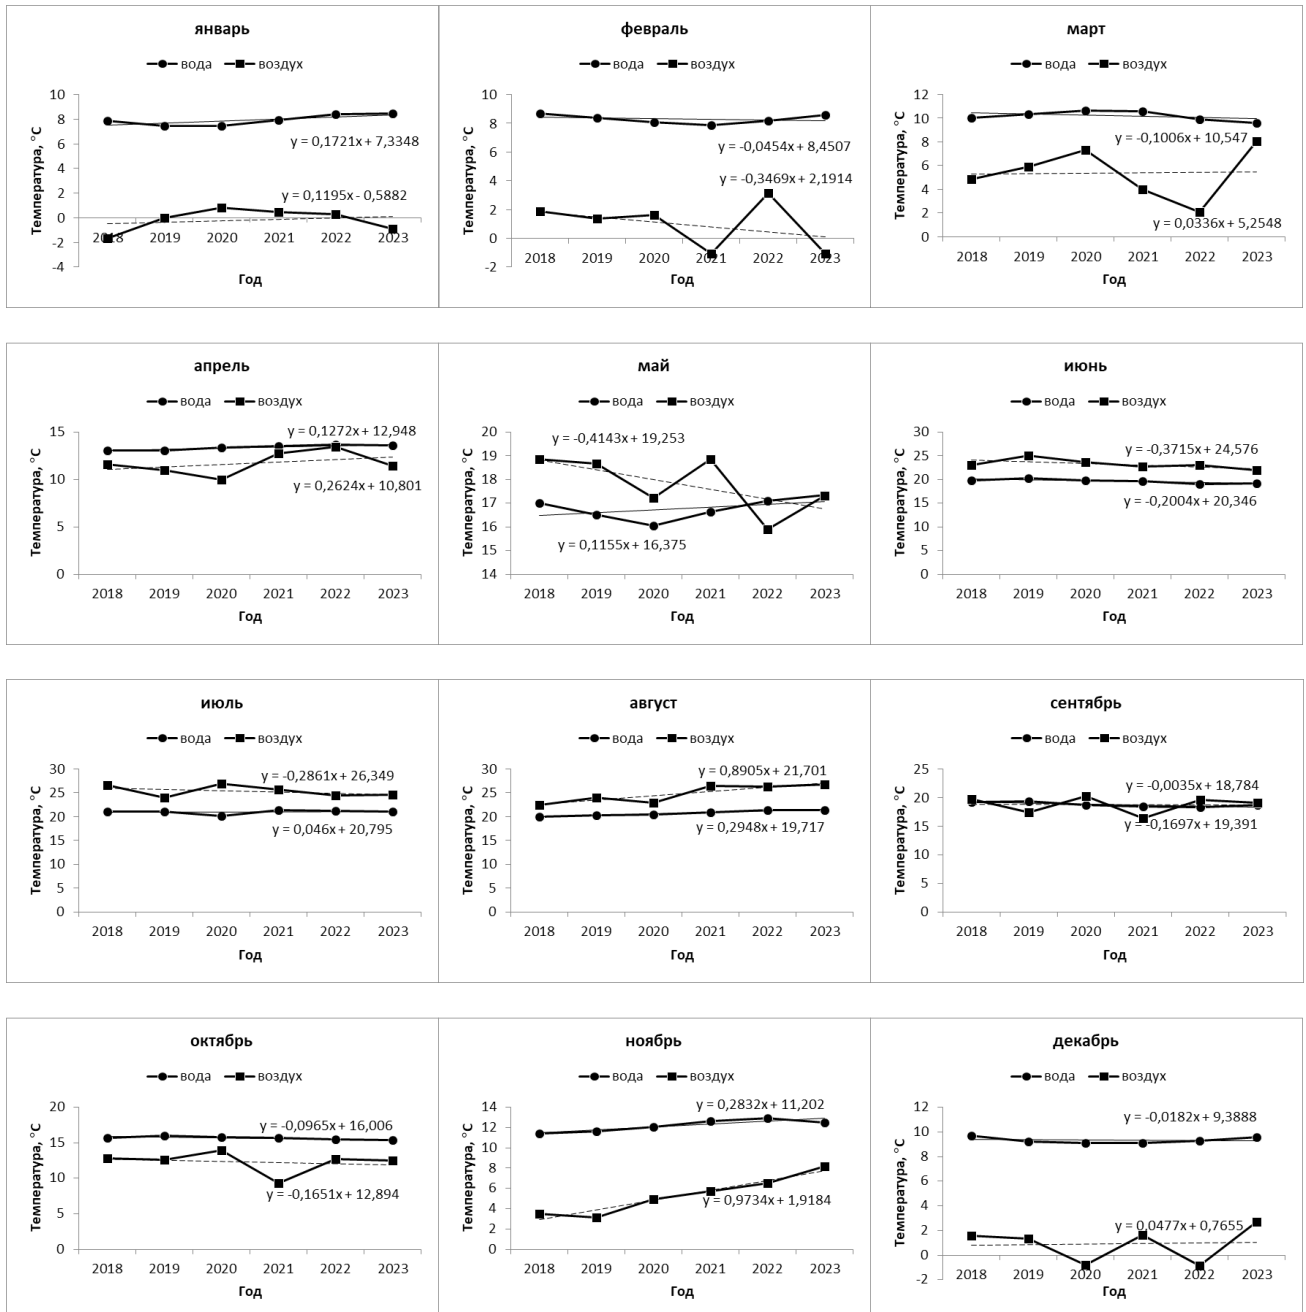 январь
вода воздух
10
8
6
4
2
0
-2
-4
Температура, °C
y = 0,1721x + 7,3348
y = 0,1195x - 0,5882
2018 2019 2020 2021 2022 2023
Год
февраль
вода воздух
10
8
6
4
2
0
-2
y = -0,0454x + 8,4507
y = -0,3469x + 2,1914
2018 2019 2020 2021 2022 2023
Год
март
вода воздух
12
10
8
6
4
2
0
Температура, °C
y = -0,1006x + 10,547
y = 0,0336x + 5,2548
2018 2019 2020 2021 2022 2023
Год
апрель
вода воздух
15
10
5
0
Температура, °C
y = 0,1272x + 12,948
y = 0,2624x + 10,801
2018 2019 2020 2021 2022 2023
Год
май
вода воздух
20
19
18
17
16
15
14
Температура, °C
y = -0,4143x + 19,253
y = 0,1155x + 16,375
2018 2019 2020 2021 2022 2023
Год
июнь
вода воздух
30
25
20
15
10
5
0
Температура, °C
y = -0,3715x + 24,576
y = -0,2004x + 20,346
2018 2019 2020 2021 2022 2023
Год
июль
вода воздух
30
25
20
15
10
5
0
Температура, °C
y = -0,2861x + 26,349
y = 0,046x + 20,795
2018 2019 2020 2021 2022 2023
Год
август
вода воздух
30
25
20
15
10
5
0
Температура, °C
y = 0,8905x + 21,701
y = 0,2948x + 19,717
2018 2019 2020 2021 2022 2023
Год
сентябрь
вода воздух
25
20
15
10
5
0
Температура, °C
y = -0,0035x + 18,784
y = -0,1697x + 19,391
2018 2019 2020 2021 2022 2023
Год
октябрь
вода воздух
20
15
10
5
0
Температура, °C
y = -0,0965x + 16,006
y = -0,1651x + 12,894
2018 2019 2020 2021 2022 2023
Год
ноябрь
вода воздух
14
12
10
8
6
4
2
0
Температура, °C
y = 0,2832x + 11,202
y = 0,9734x + 1,9184
2018 2019 2020 2021 2022 2023
Год
декабрь
вода воздух
12
10
8
6
4
2
0
-2
Температура, °C
y = -0,0182x + 9,3888
y = 0,0477x + 0,7655
2018 2019 2020 2021 2022 2023
Год